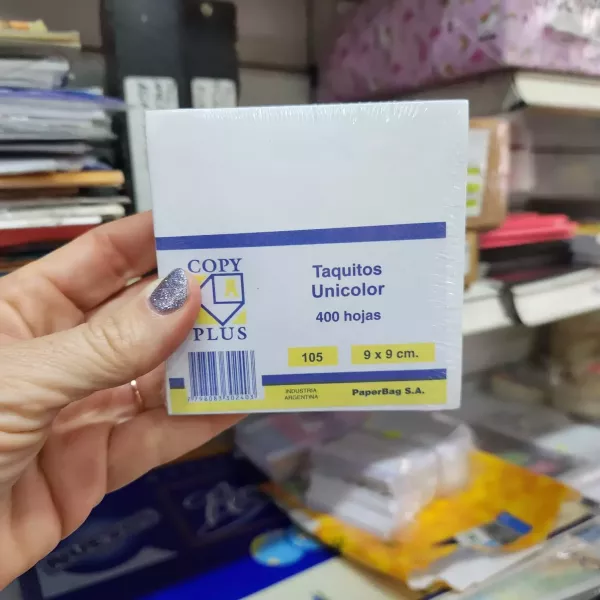 COPY
PLUS
Taquitos
Unicolor
400 hojas
105
9 x 9 cm.
INDUSTRIA
ARGENTINA
PaperBag S.A.